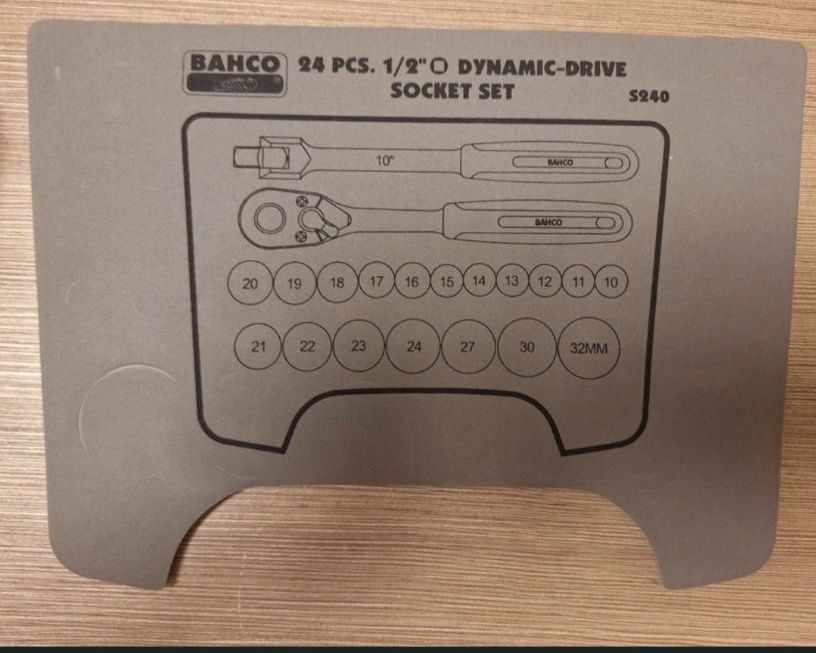 BAHCO 24 PCS. 1/2" DYNAMIC-DRIVE
SOCKET SET
S240
10" BAHCO
BAHCO
20 19 18 17 16 15 14 13 12 11 10
21 22 23 24 27 30 32MM